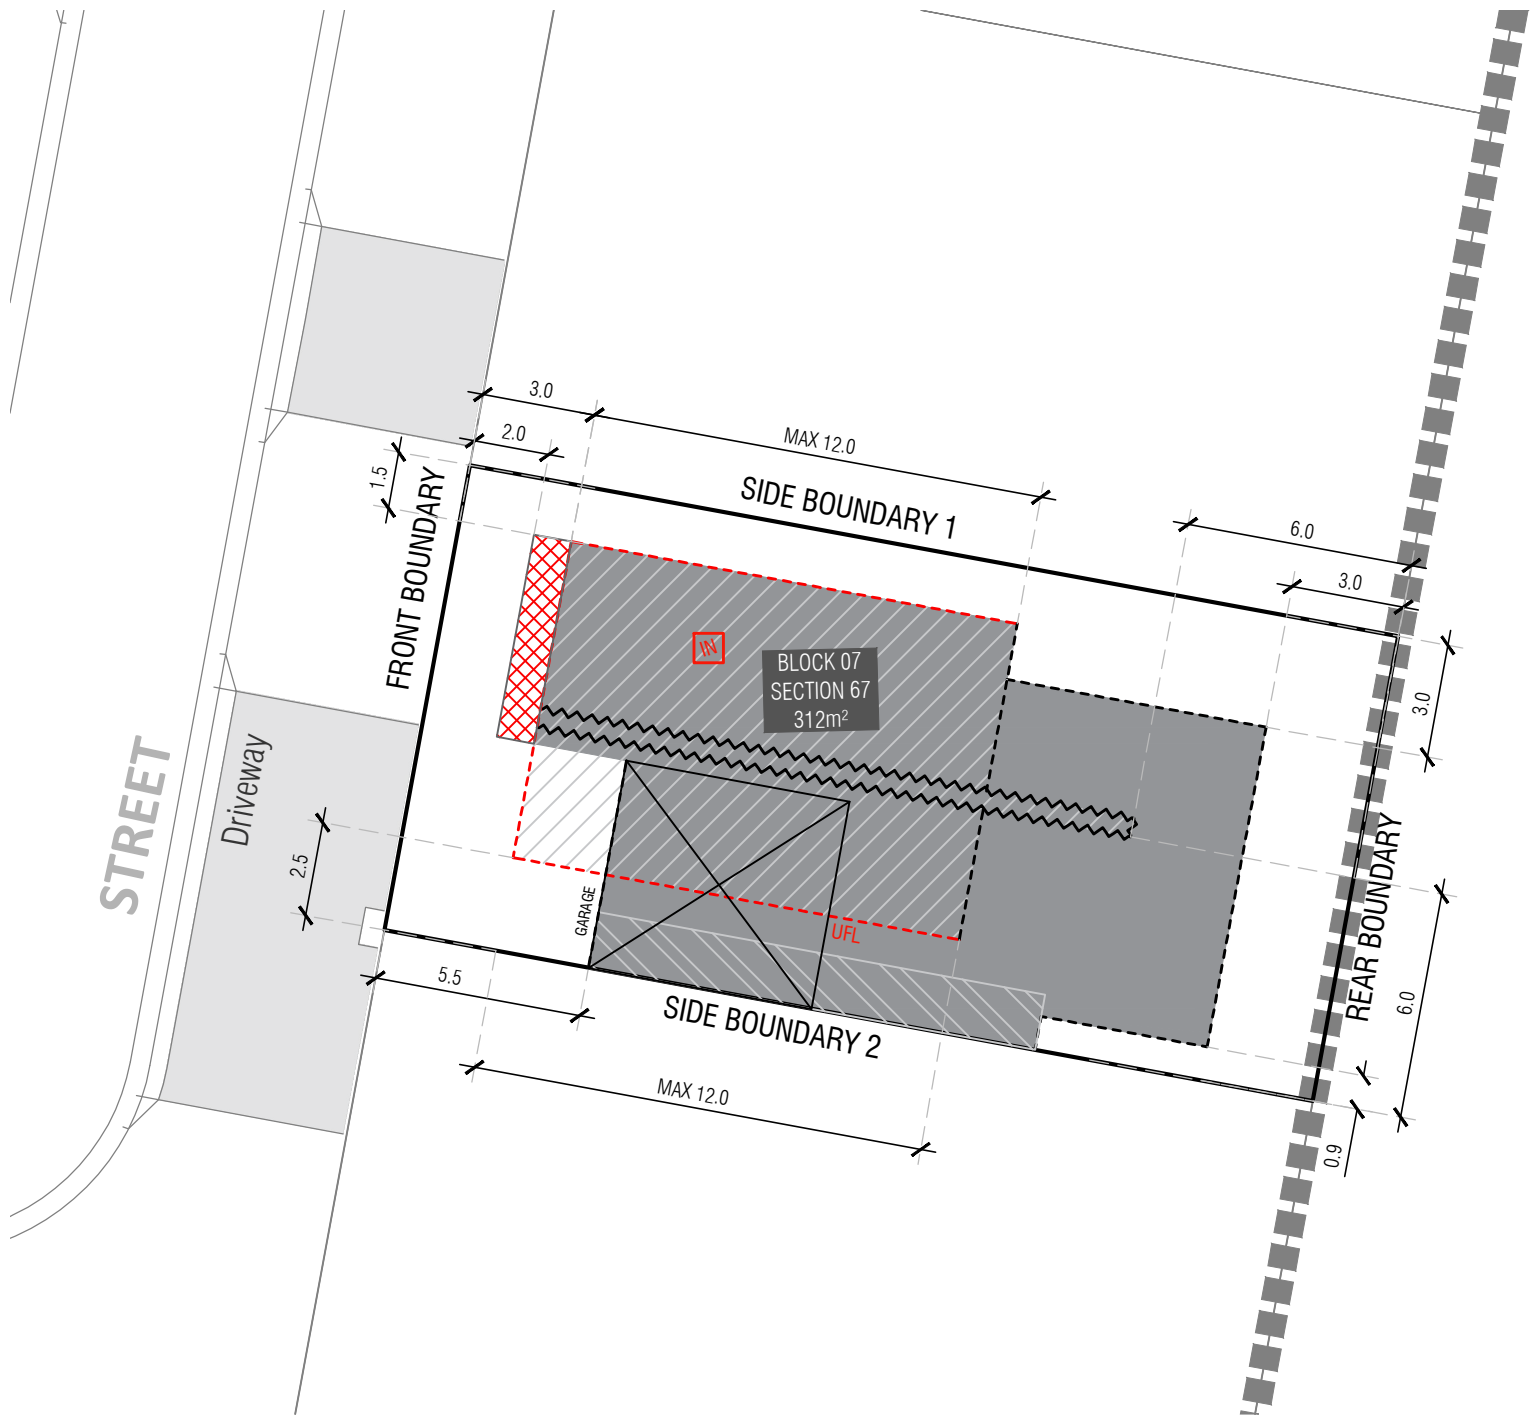 3.0
2.0
MAX 12.0
1.5
SIDE BOUNDARY 1
6.0
3.0
FRONT BOUNDARY
IN
BLOCK 07
SECTION 67
312m²
3.0
STREET
Driveway
2.5
GARAGE
UFL
REAR BOUNDARY
5.5
SIDE BOUNDARY 2
6.0
MAX 12.0
0.9